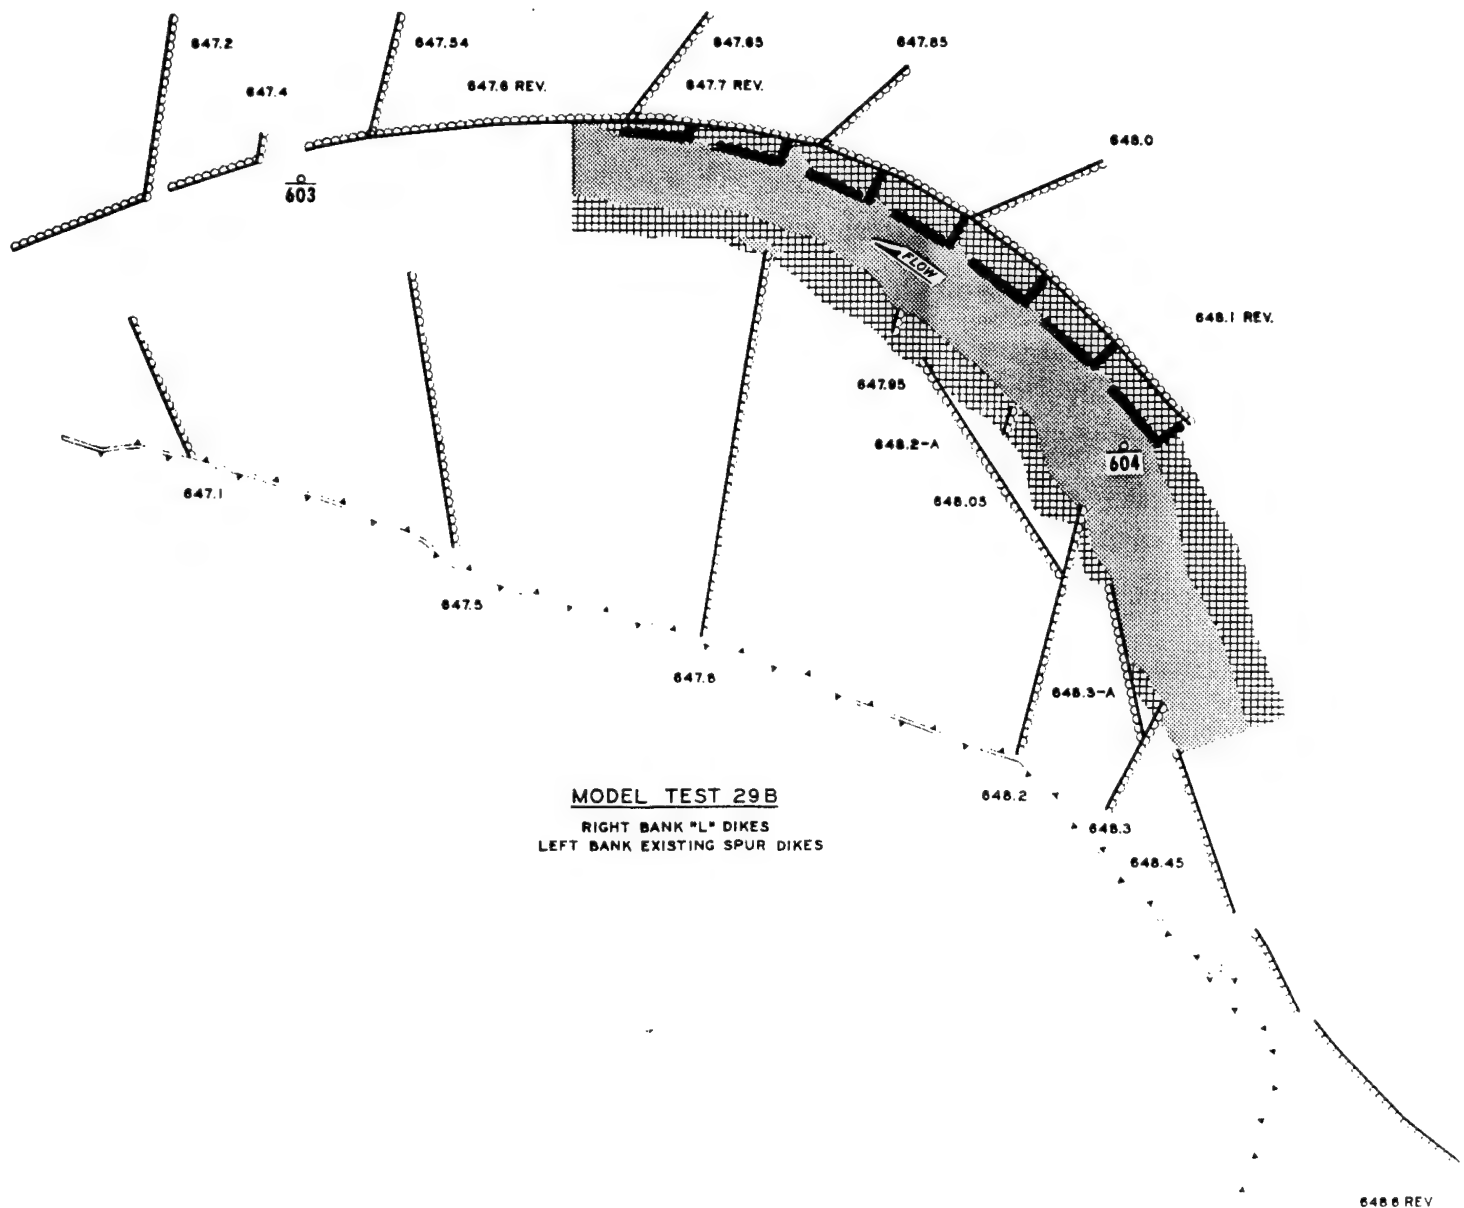 647.2
647.54
647.65
647.85
647.4
647.6 REV.
647.7 REV.
648.0
603
FLOW
648.1 REV.
647.95
648.2-A
604
647.1
648.05
647.5
647.8
648.3-A
MODEL TEST 29B
648.2
RIGHT BANK "L" DIKES
648.3
LEFT BANK EXISTING SPUR DIKES
648.45
648.6 REV